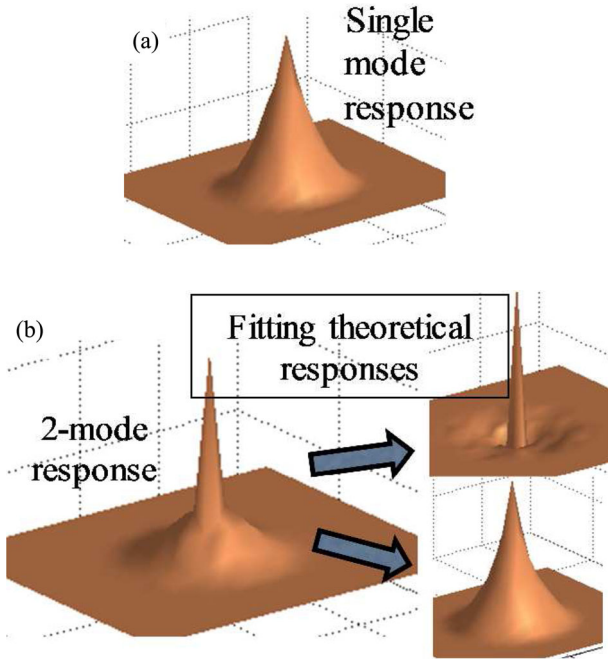 (a)
Single
mode
response
(b)
Fitting theoretical
responses
2-mode
response